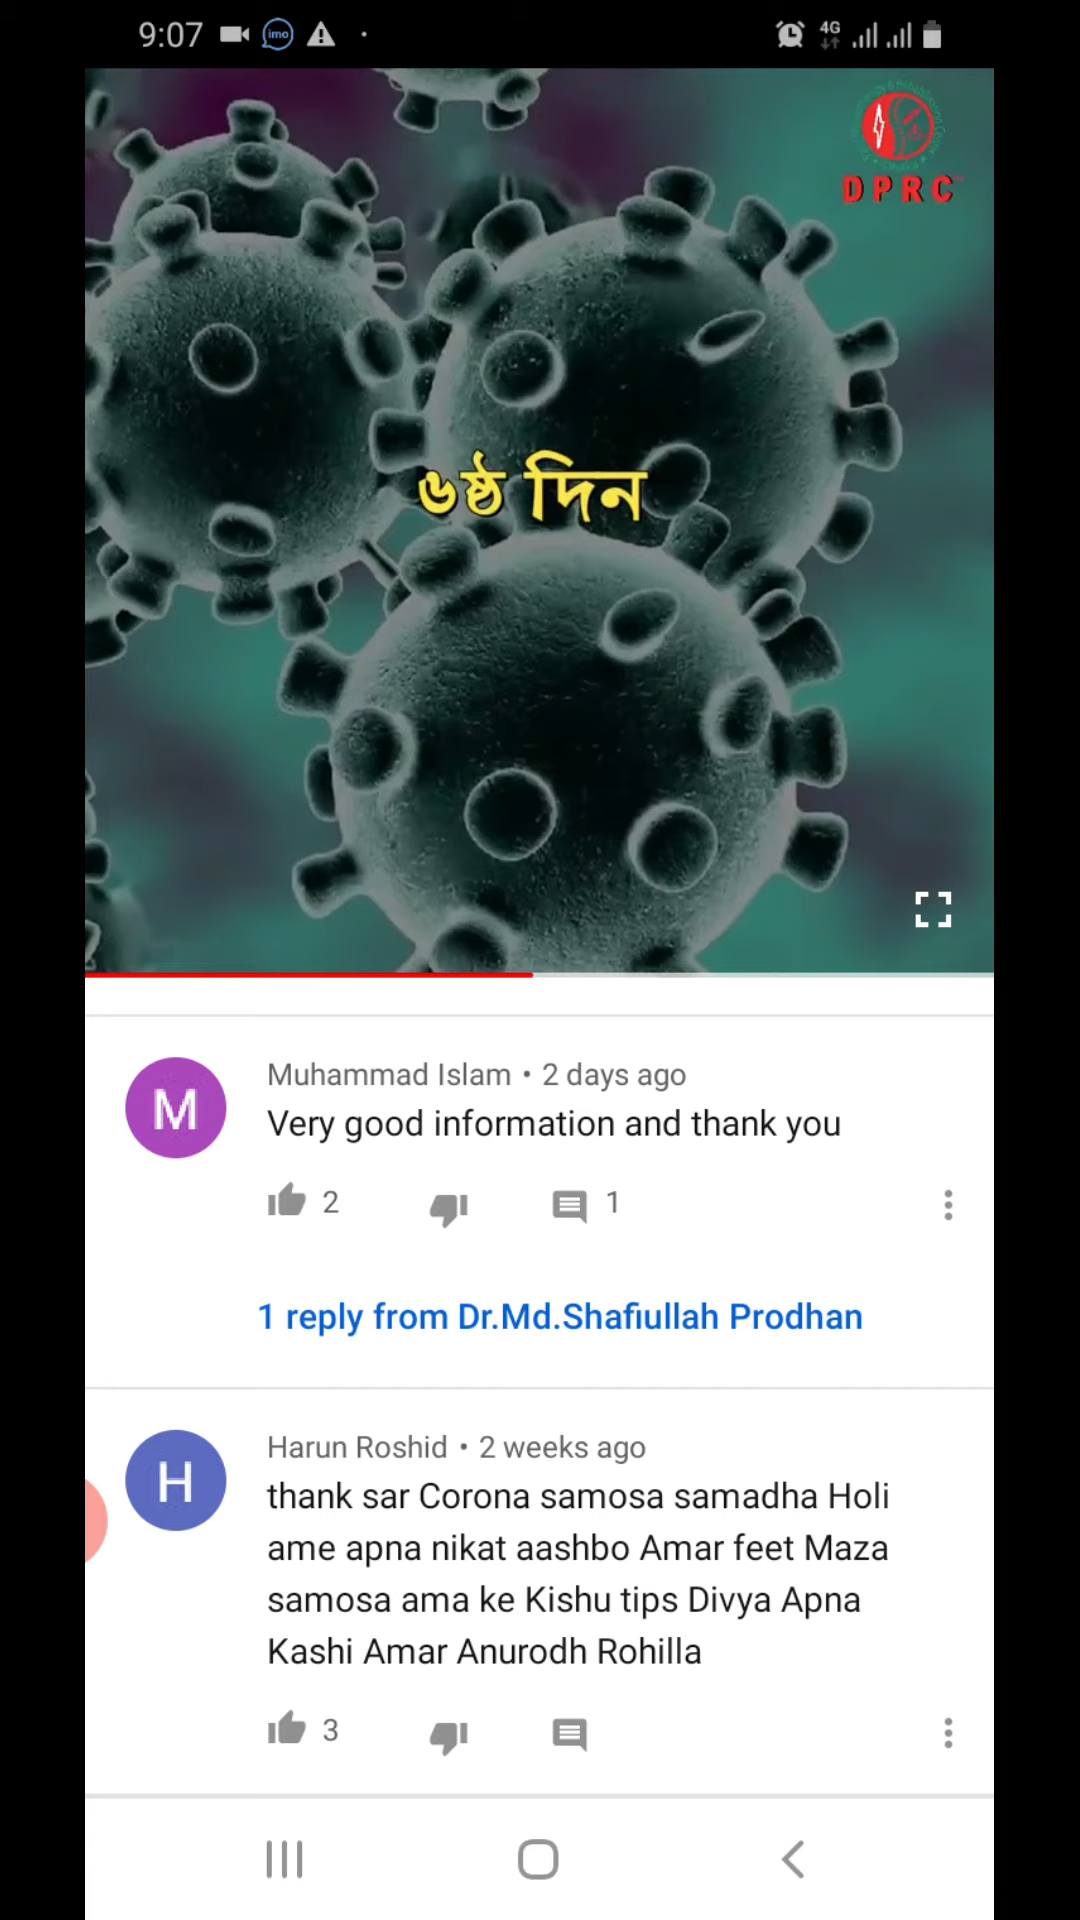 9:07 imo 4G
DPRC
৬ষ্ঠ দিন
Muhammad Islam • 2 days ago
M
Very good information and thank you
2 1
1 reply from Dr.Md.Shafiullah Prodhan
Harun Roshid • 2 weeks ago
H
thank sar Corona samosa samadha Holi
ame apna nikat aashbo Amar feet Maza
samosa ama ke Kishu tips Divya Apna
Kashi Amar Anurodh Rohilla
3